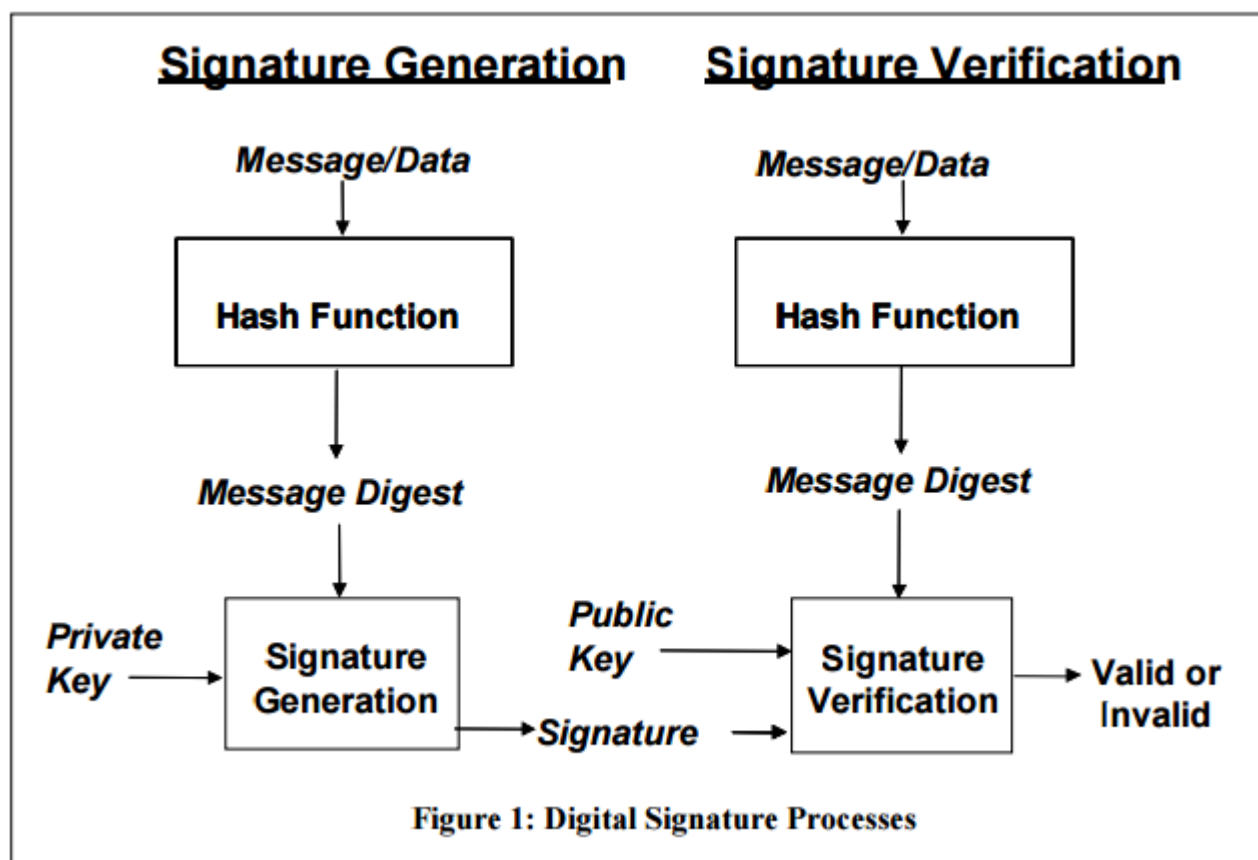 Signature Generation
Message/Data
Hash Function
Message Digest
Private
Key
Signature
Generation
Signature Verification
Message/Data
Hash Function
Message Digest
Public
Key
Signature
Signature
Verification
Valid or
Invalid
Figure 1: Digital Signature Processes